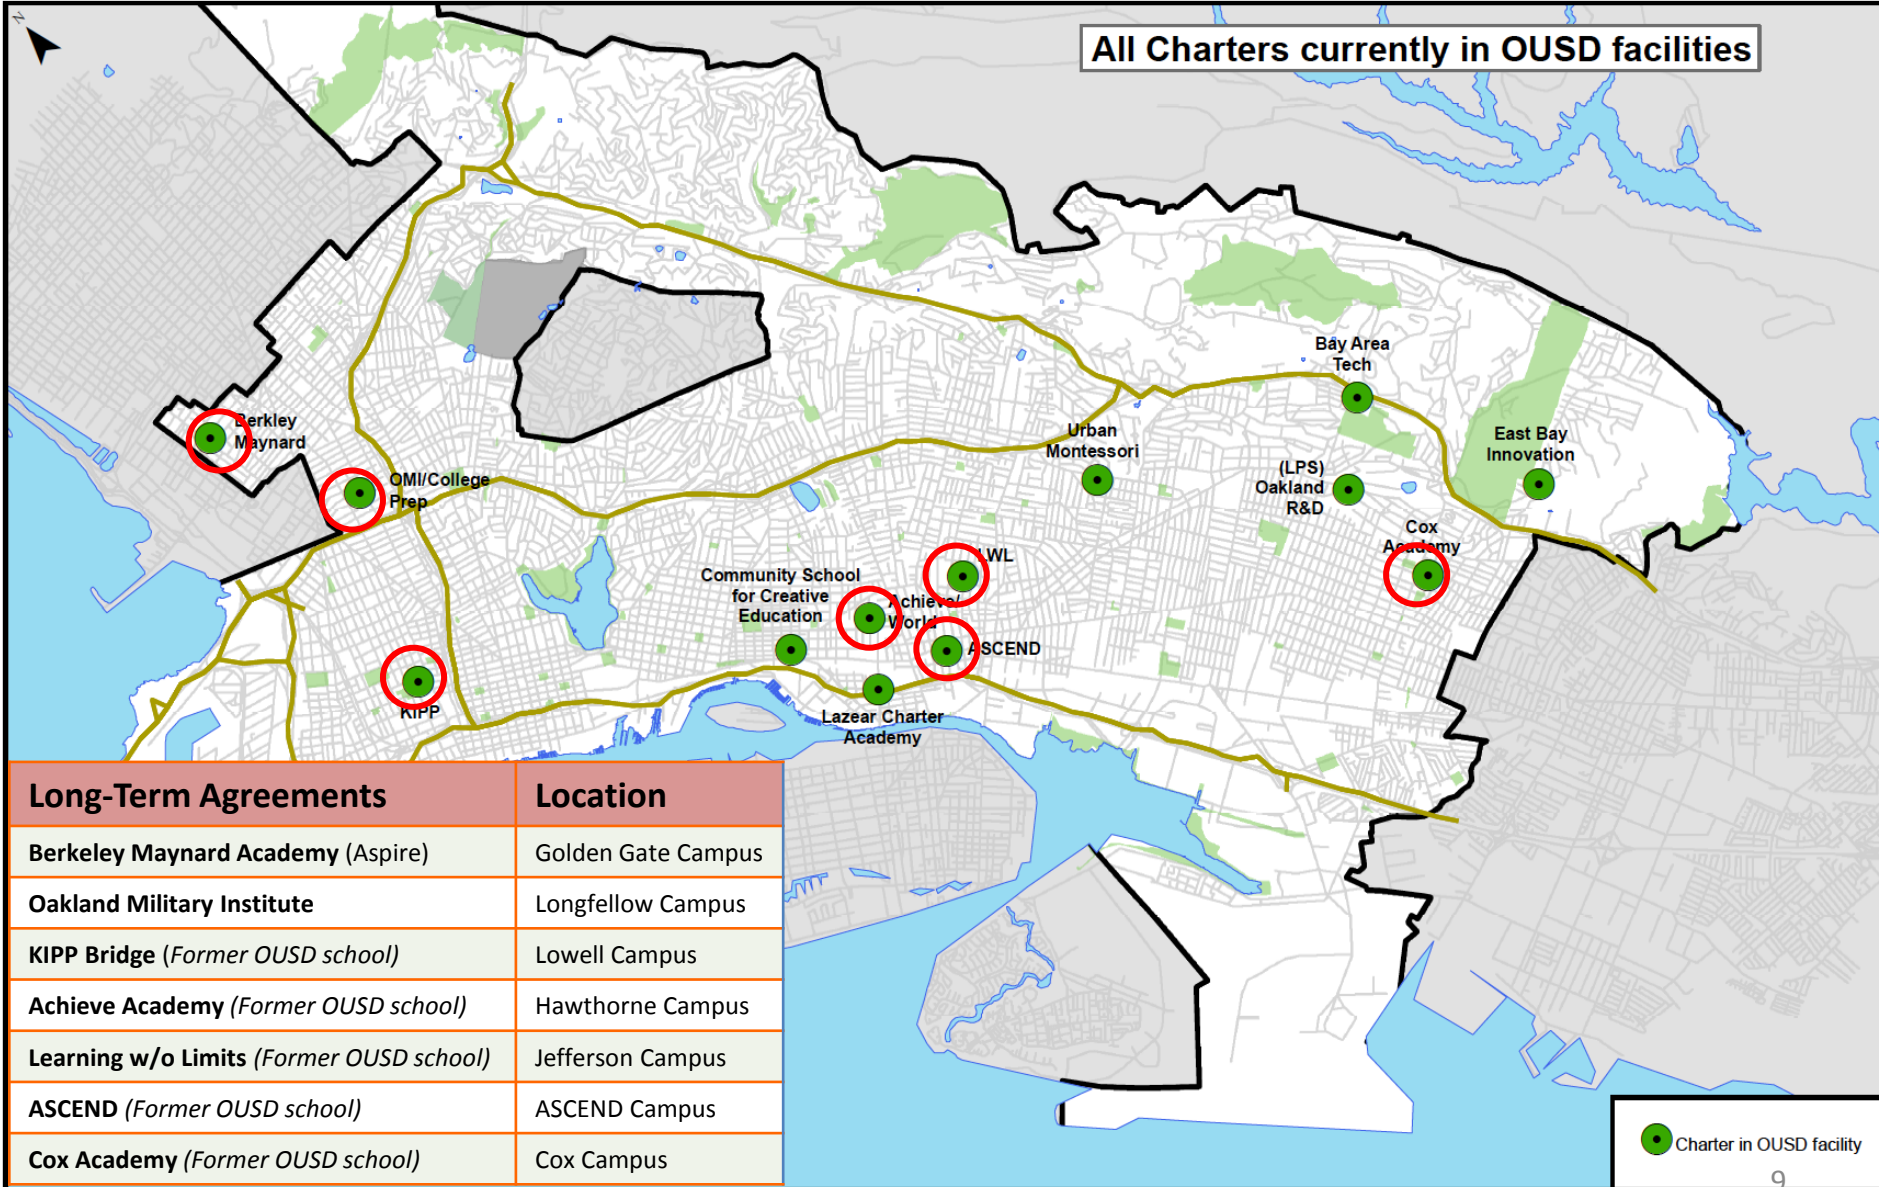 N
All Charters currently in OUSD facilities
Bay Area
Tech
Berkley
Maynard
Urban
Montessori
East Bay
Innovation
(LPS)
Oakland
R&D
OMI/College
Prep
Cox
Academy
LWL
Community School
for Creative
Education
Achieve/
World
ASCEND
KIPP
Lazear Charter
Academy
Long-Term Agreements Location
Berkeley Maynard Academy (Aspire) Golden Gate Campus
Oakland Military Institute Longfellow Campus
KIPP Bridge (Former OUSD school) Lowell Campus
Achieve Academy (Former OUSD school) Hawthorne Campus
Learning w/o Limits (Former OUSD school) Jefferson Campus
ASCEND (Former OUSD school) ASCEND Campus
Cox Academy (Former OUSD school) Cox Campus
Charter in OUSD facility
9